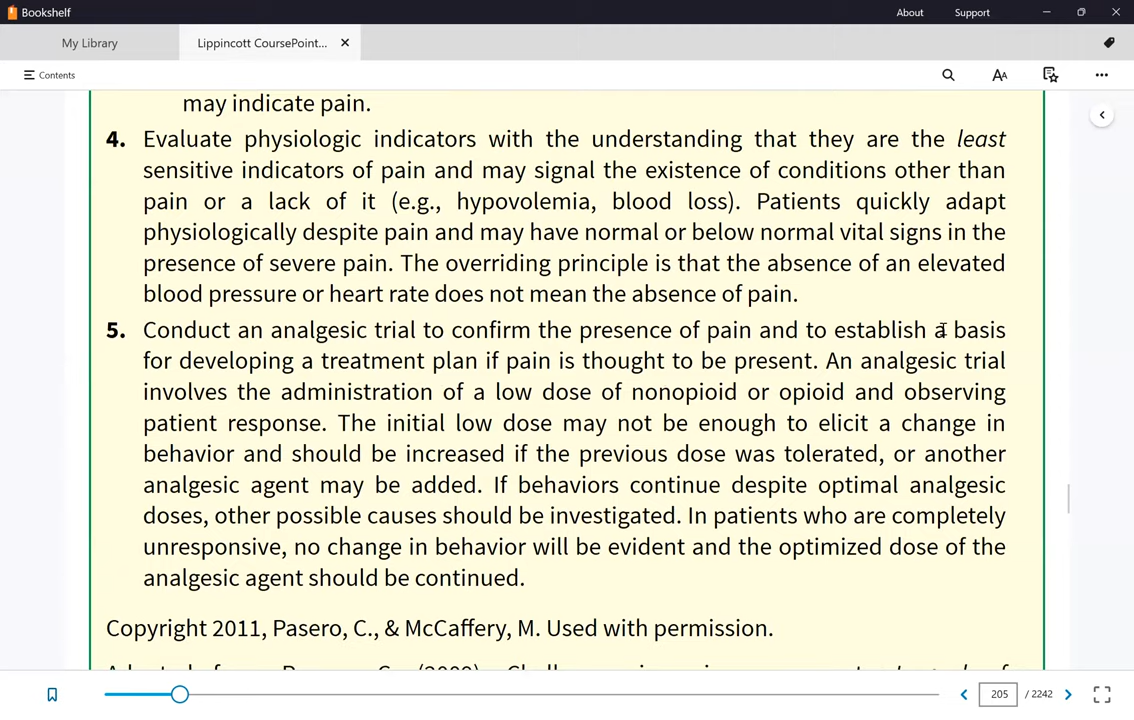 Bookshelf
About
Support
My Library
Lippincott CoursePoint...
Contents
may indicate pain.
4. Evaluate physiologic indicators with the understanding that they are the least
sensitive indicators of pain and may signal the existence of conditions other than
pain or a lack of it (e.g., hypovolemia, blood loss). Patients quickly adapt
physiologically despite pain and may have normal or below normal vital signs in the
presence of severe pain. The overriding principle is that the absence of an elevated
blood pressure or heart rate does not mean the absence of pain.
5. Conduct an analgesic trial to confirm the presence of pain and to establish a basis
for developing a treatment plan if pain is thought to be present. An analgesic trial
involves the administration of a low dose of nonopioid or opioid and observing
patient response. The initial low dose may not be enough to elicit a change in
behavior and should be increased if the previous dose was tolerated, or another
analgesic agent may be added. If behaviors continue despite optimal analgesic
doses, other possible causes should be investigated. In patients who are completely
unresponsive, no change in behavior will be evident and the optimized dose of the
analgesic agent should be continued.
Copyright 2011, Pasero, C., & McCaffery, M. Used with permission.
205 / 2242